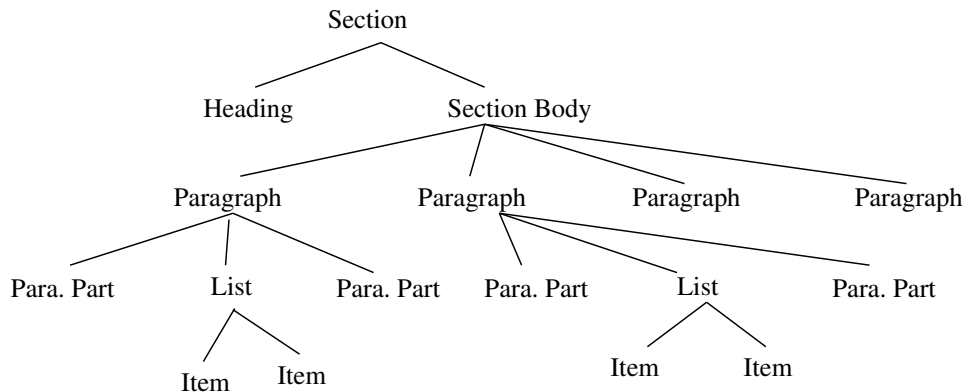 Section
Heading Section Body
Paragraph Paragraph Paragraph Paragraph
Para. Part List Para. Part Para. Part List Para. Part
Item Item Item Item